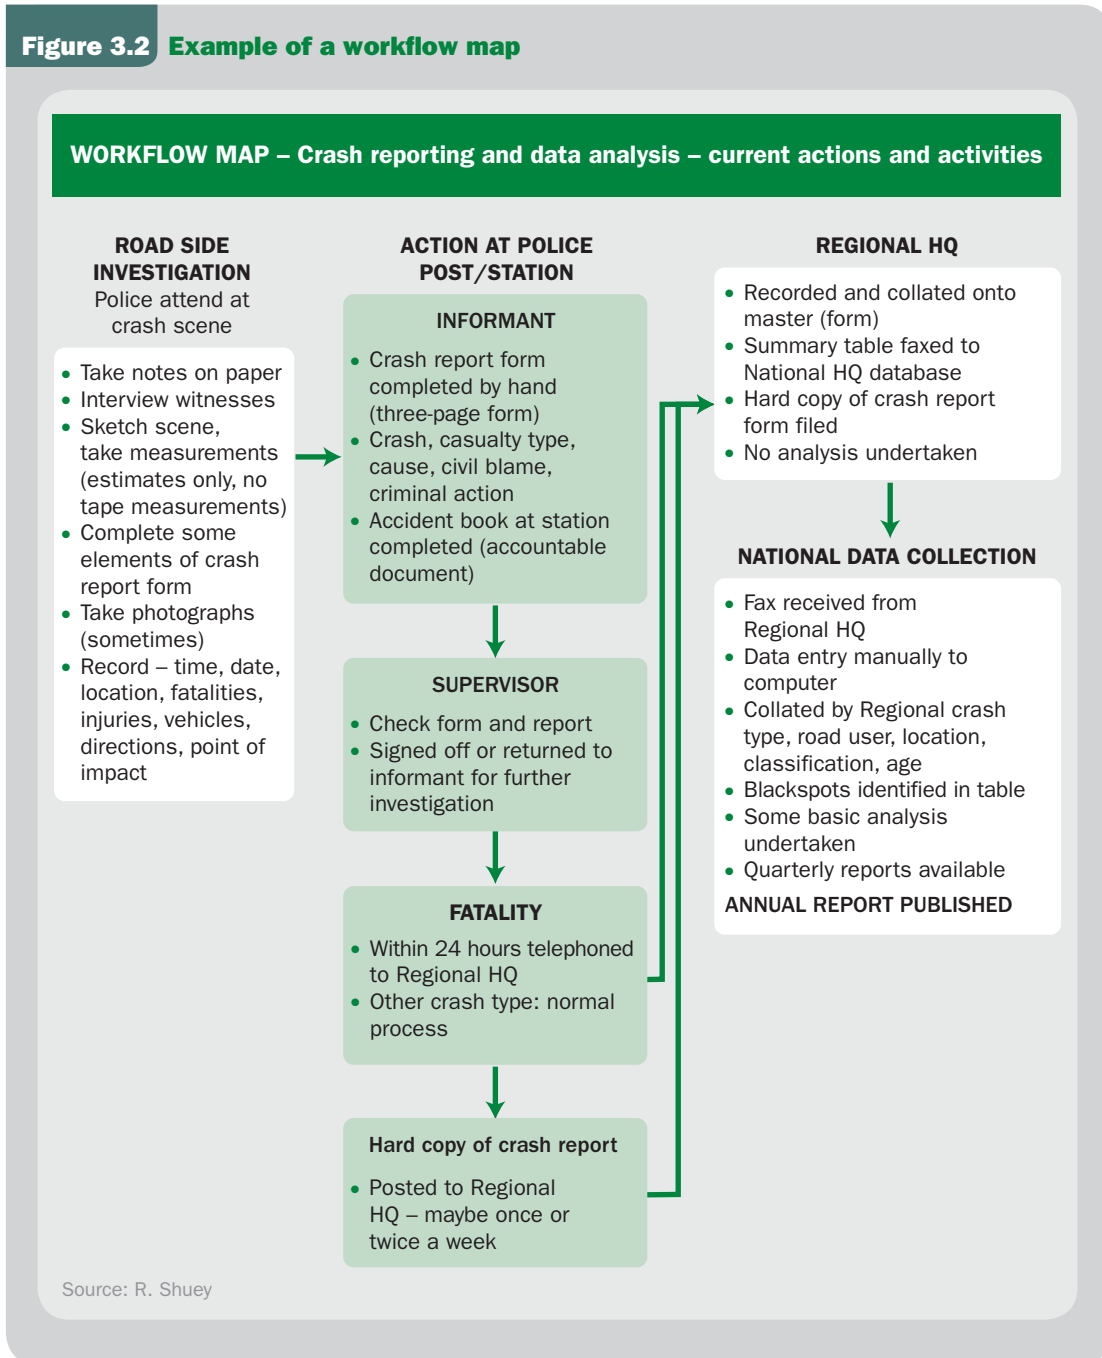 Figure 3.2 Example of a workflow map
WORKFLOW MAP – Crash reporting and data analysis – current actions and activities
ROAD SIDE
INVESTIGATION
Police attend at
crash scene
• Take notes on paper
• Interview witnesses
• Sketch scene,
take measurements
(estimates only, no
tape measurements)
• Complete some
elements of crash
report form
• Take photographs
(sometimes)
• Record – time, date,
location, fatalities,
injuries, vehicles,
directions, point of
impact
ACTION AT POLICE
POST/STATION
INFORMANT
• Crash report form
completed by hand
(three-page form)
• Crash, casualty type,
cause, civil blame,
criminal action
• Accident book at station
completed (accountable
document)
SUPERVISOR
• Check form and report
• Signed off or returned to
informant for further
investigation
FATALITY
• Within 24 hours telephoned
to Regional HQ
• Other crash type: normal
process
Hard copy of crash report
• Posted to Regional
HQ – maybe once or
twice a week
REGIONAL HQ
• Recorded and collated onto
master (form)
• Summary table faxed to
National HQ database
• Hard copy of crash report
form filed
• No analysis undertaken
NATIONAL DATA COLLECTION
• Fax received from
Regional HQ
• Data entry manually to
computer
• Collated by Regional crash
type, road user, location,
classification, age
• Blackspots identified in table
• Some basic analysis
undertaken
• Quarterly reports available
ANNUAL REPORT PUBLISHED
Source: R. Shuey